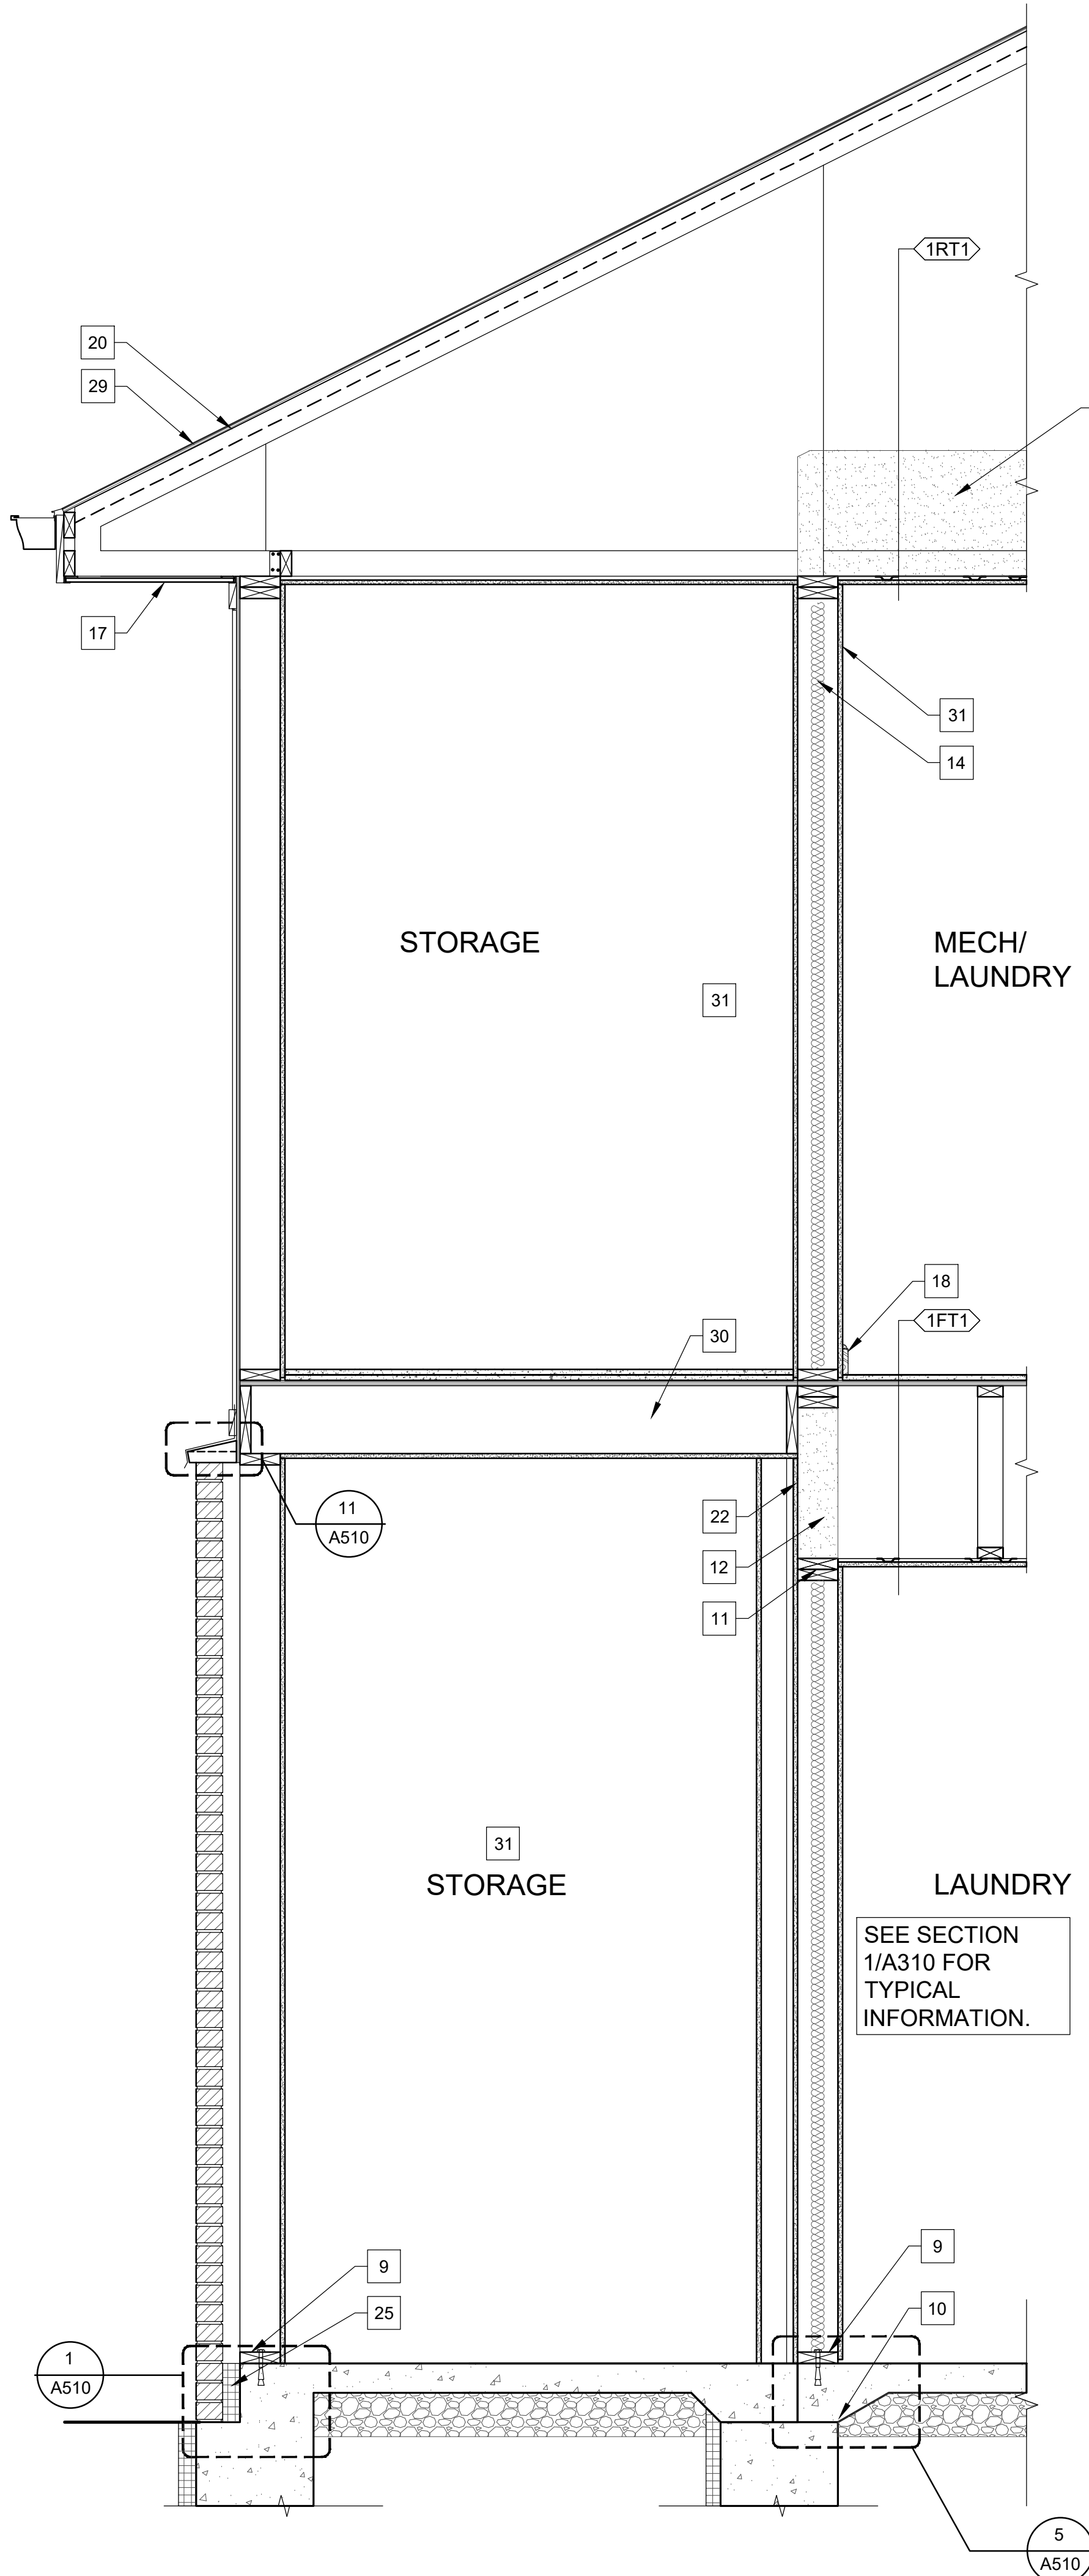 1RT1
20
29
17
31
14
STORAGE
MECH/
LAUNDRY
31
18
1FT1
30
11
A510
22
12
11
31
STORAGE
LAUNDRY
SEE SECTION
1/A310 FOR
TYPICAL
INFORMATION.
9
9
25
10
1
A510
5
A510